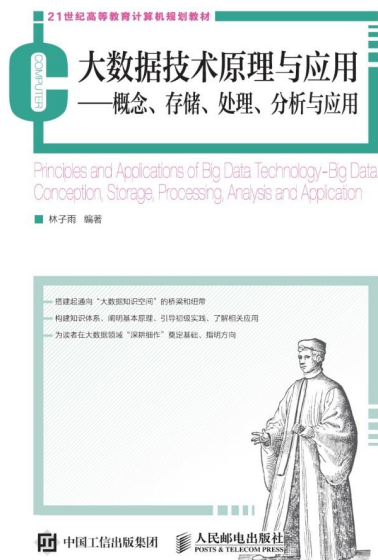 21世纪高等教育计算机规划教材
COMPUTER
大数据技术原理与应用
——概念、存储、处理、分析与应用
Principles and Applications of Big Data Technology-Big Data
Conception, Storage, Processing, Analysis and Application
林子雨 编著
搭建起通向“大数据知识空间”的桥梁和纽带
构建知识体系、阐明基本原理、引导初级实践、了解相关应用
为读者在大数据领域“深耕细作”奠定基础、指明方向
中国工信出版集团
人民邮电出版社
POSTS & TELECOM PRESS